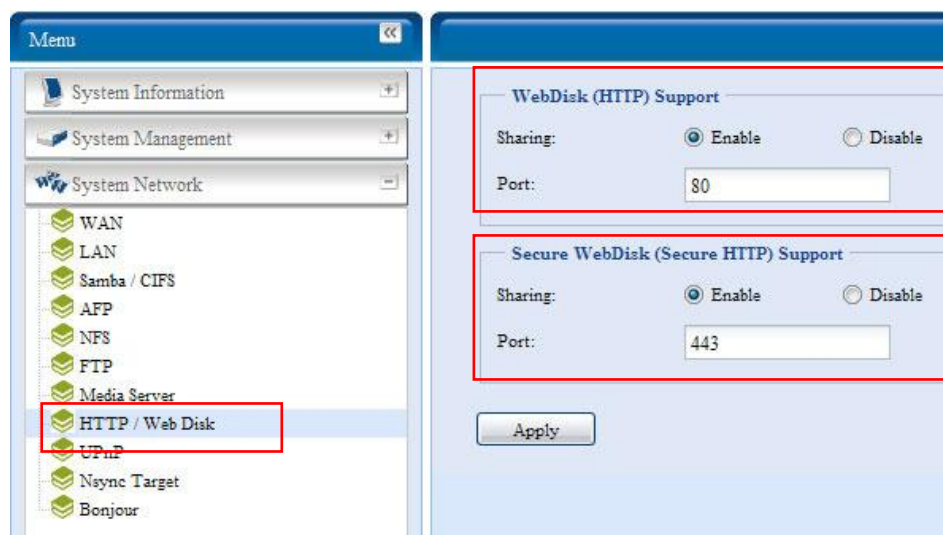 Menu
System Information
System Management
System Network
WAN
LAN
Samba / CIFS
AFP
NFS
FTP
Media Server
HTTP / Web Disk
UPnP
Nsync Target
Bonjour
WebDisk (HTTP) Support
Sharing: Enable Disable
Port: 80
Secure WebDisk (Secure HTTP) Support
Sharing: Enable Disable
Port: 443
Apply